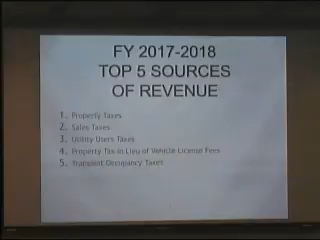 FY 2017-2018
TOP 5 SOURCES
OF REVENUE
1. Property Taxes
2. Sales Taxes
3. Utility Users Taxes
4. Property Tax in Lieu of Vehicle License Fees
5. Transient Occupancy Taxes